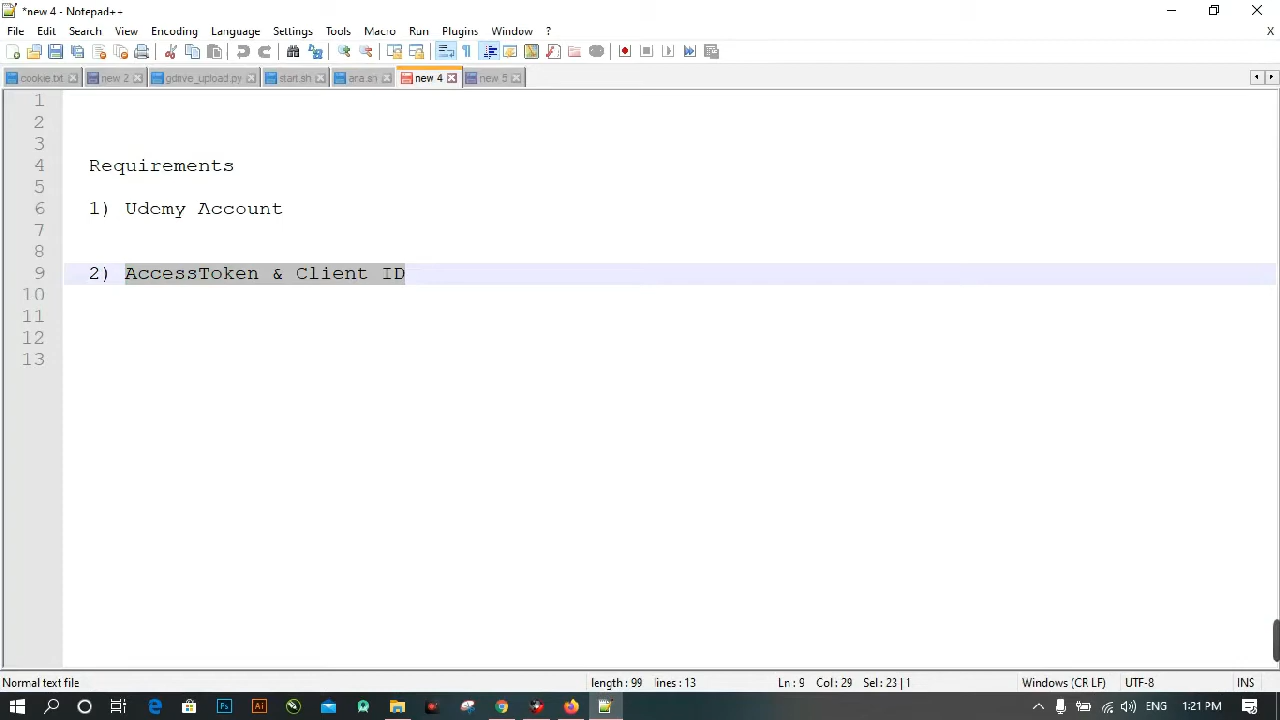 *new 4 - Notepad++
File Edit Search View Encoding Language Settings Tools Macro Run Plugins Window ? X
cookie.txt new 2 gdrive_upload.py start.sh ara.sh new 4 new 5
1
2
3
4 Requirements
5
6 1) Udemy Account
7
8
9 2) AccessToken & Client ID
10
11
12
13
Normal text file length : 99 lines : 13 Ln : 9 Col : 29 Sel : 23 | 1 Windows (CR LF) UTF-8 INS
Ps Ai ENG 1:21 PM